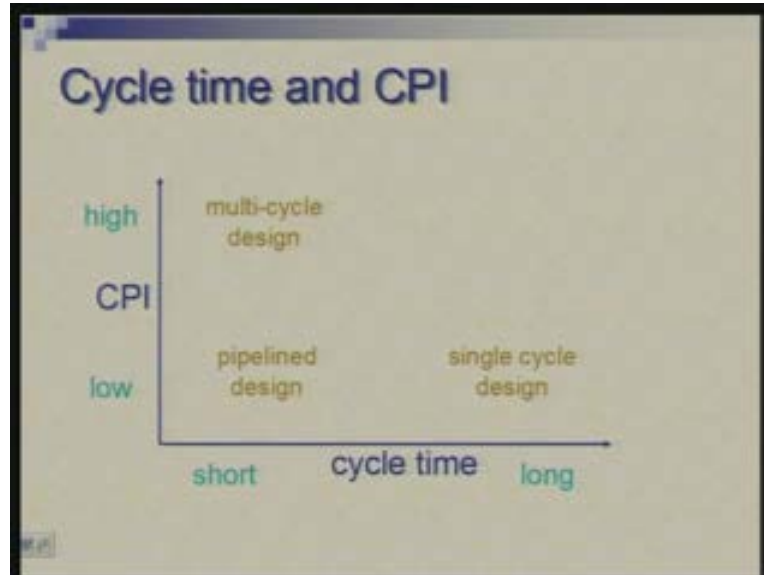 Cycle time and CPI
high
multi-cycle
design
CPI
low
pipelined
design
single cycle
design
short
cycle time
long